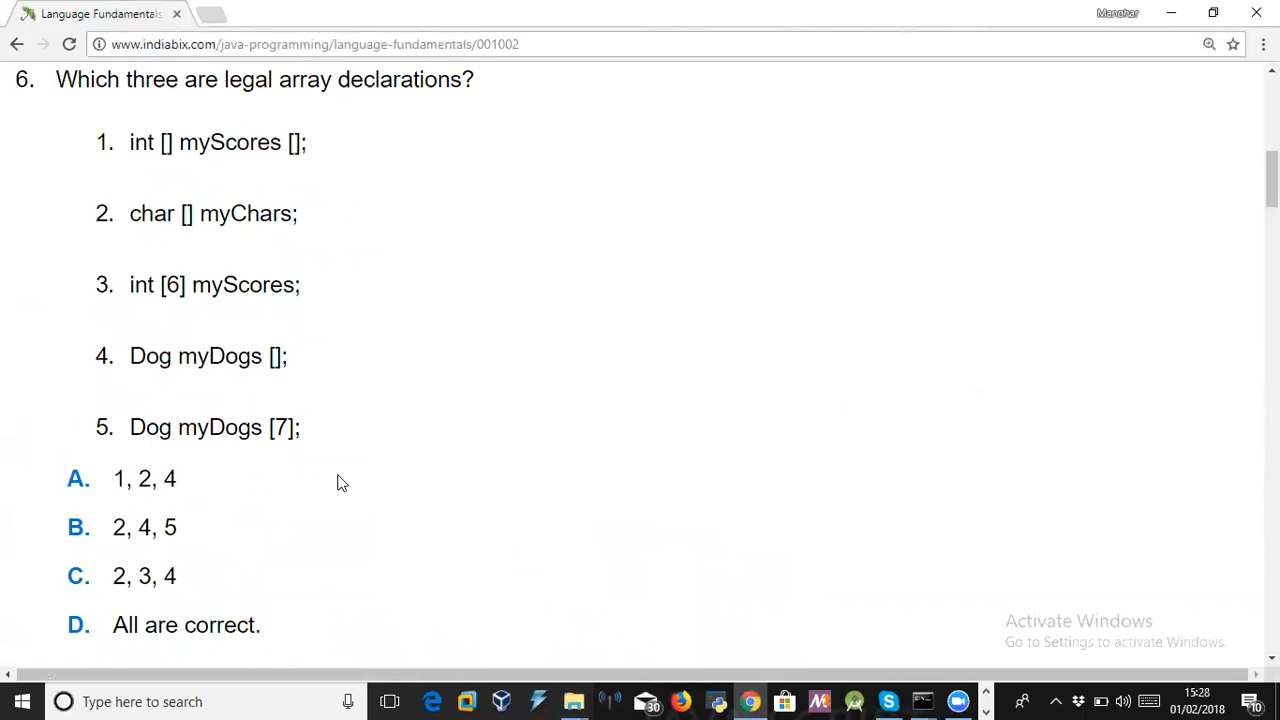 Language Fundamentals
Manohar
www.indiabix.com/java-programming/language-fundamentals/001002
6. Which three are legal array declarations?
1. int [] myScores [];
2. char [] myChars;
3. int [6] myScores;
4. Dog myDogs [];
5. Dog myDogs [7];
A. 1, 2, 4
B. 2, 4, 5
C. 2, 3, 4
D. All are correct.
Activate Windows
Go to Settings to activate Windows.
Type here to search
30
15:28
01/02/2018
10